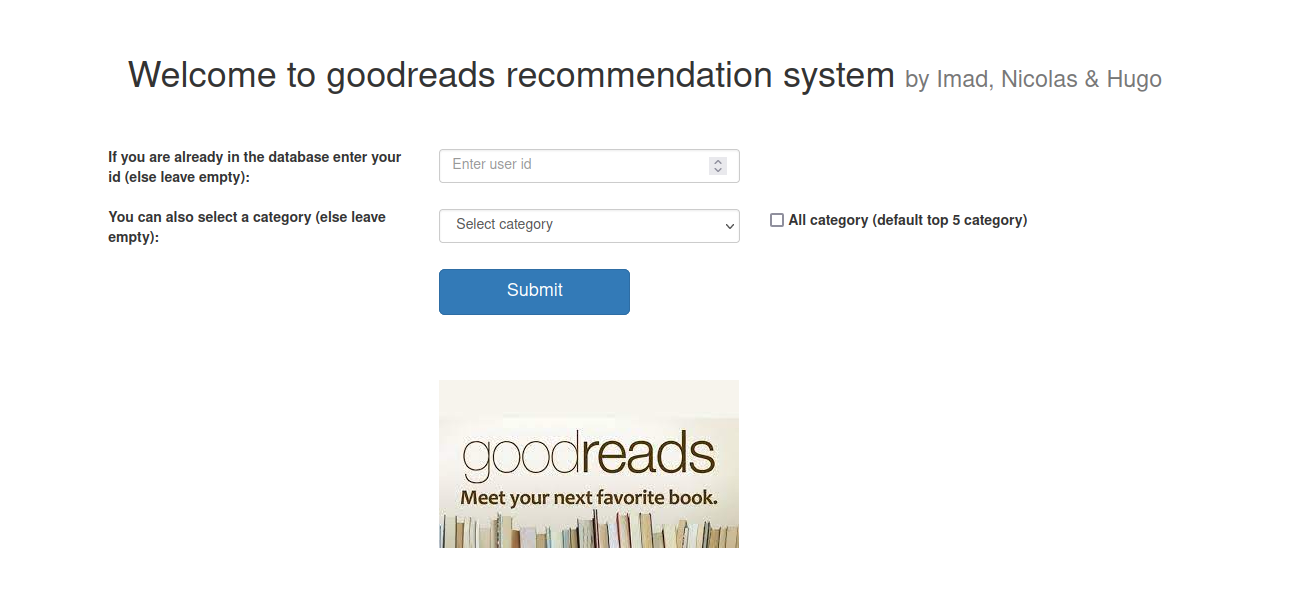 Welcome to goodreads recommendation system by Imad, Nicolas & Hugo
If you are already in the database enter your
id (else leave empty):
Enter user id
You can also select a category (else leave
empty):
Select category
All category (default top 5 category)
Submit
goodreads
Meet your next favorite book.